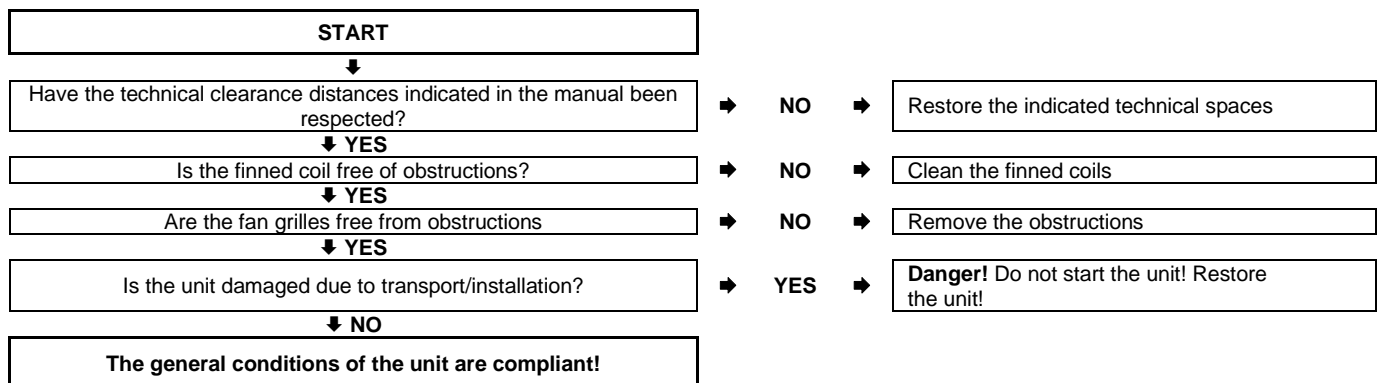 START
Have the technical clearance distances indicated in the manual been
respected?
NO
Restore the indicated technical spaces
YES
Is the finned coil free of obstructions?
NO
Clean the finned coils
YES
Are the fan grilles free from obstructions
NO
Remove the obstructions
YES
Is the unit damaged due to transport/installation?
YES
Danger! Do not start the unit! Restore
the unit!
NO
The general conditions of the unit are compliant!